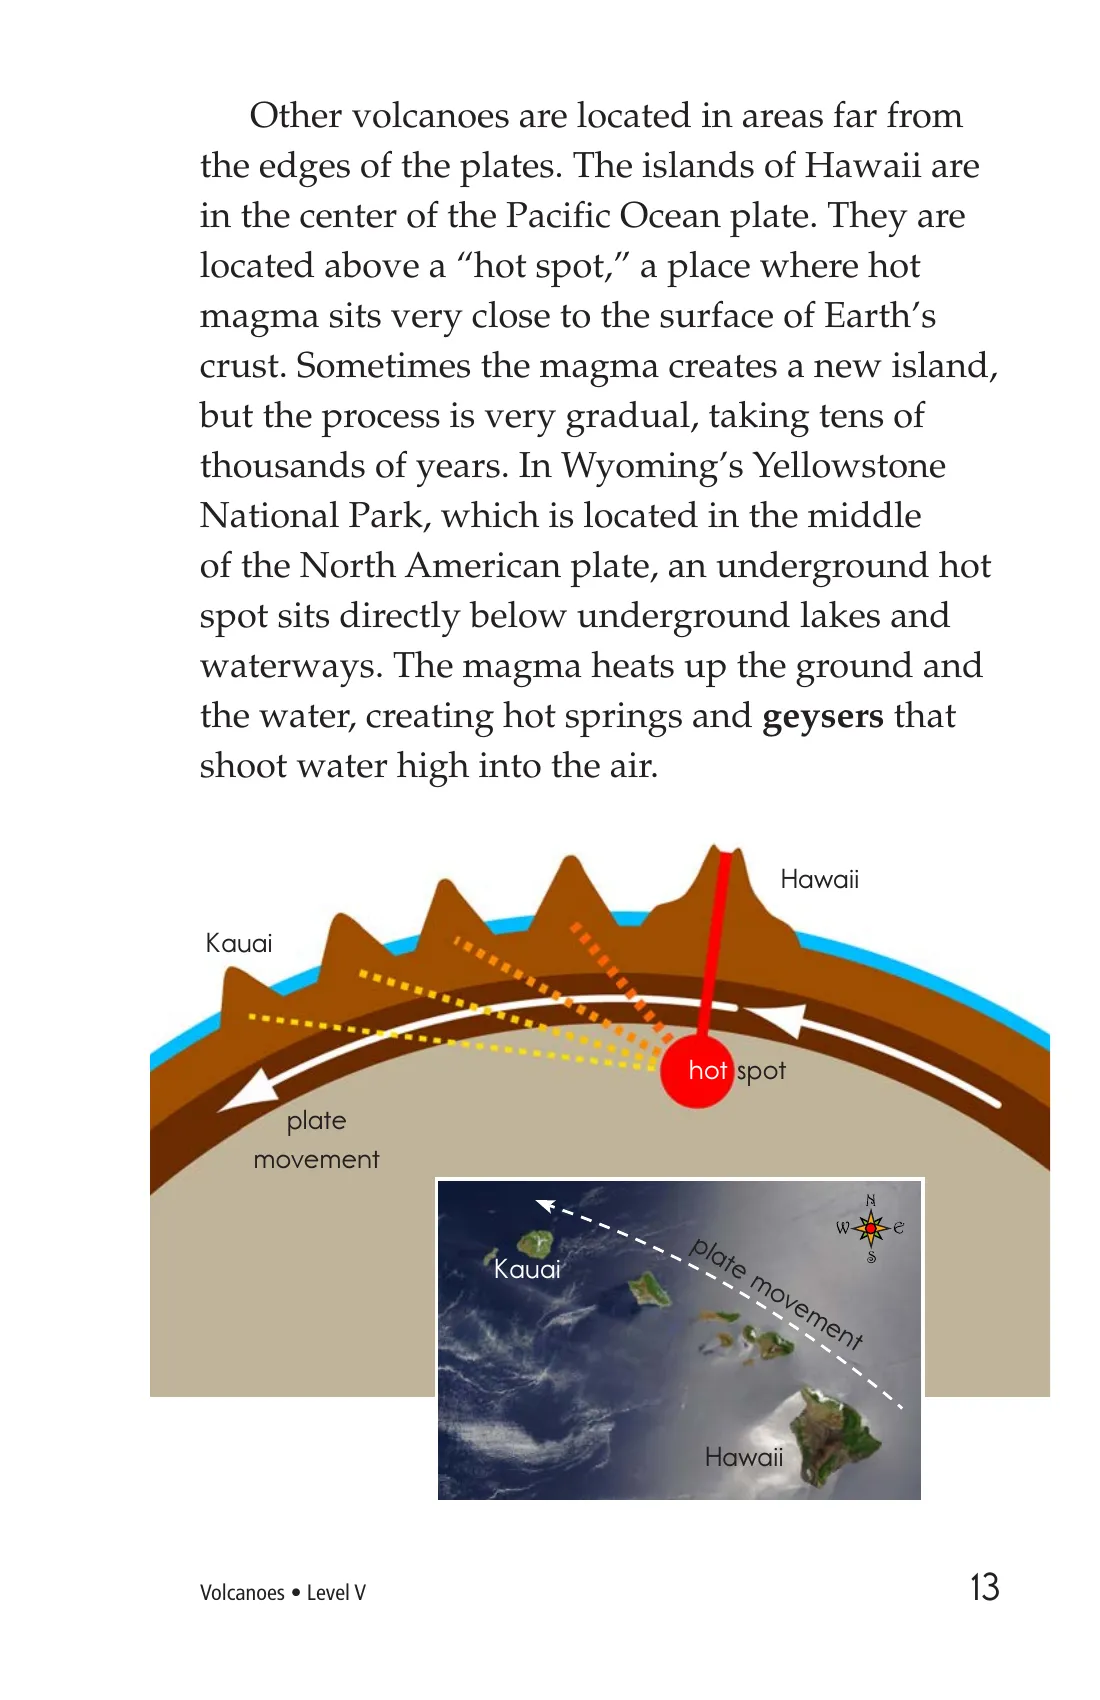 Other volcanoes are located in areas far from
the edges of the plates. The islands of Hawaii are
in the center of the Pacific Ocean plate. They are
located above a “hot spot,” a place where hot
magma sits very close to the surface of Earth’s
crust. Sometimes the magma creates a new island,
but the process is very gradual, taking tens of
thousands of years. In Wyoming’s Yellowstone
National Park, which is located in the middle
of the North American plate, an underground hot
spot sits directly below underground lakes and
waterways. The magma heats up the ground and
the water, creating hot springs and geysers that
shoot water high into the air.
Hawaii
Kauai
hot spot
plate
movement
N
W E
S
plate movement
Kauai
Hawaii
Volcanoes • Level V
13